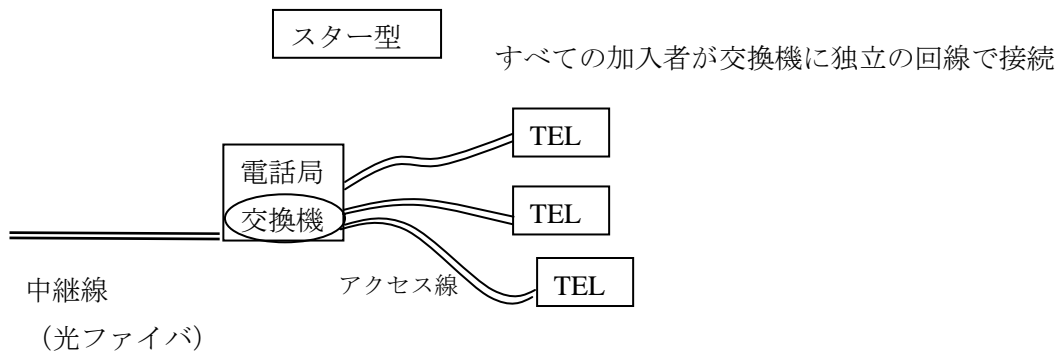 スター型
すべての加入者が交換機に独立の回線で接続
TEL
電話局
交換機
TEL
アクセス線
TEL
中継線
（光ファイバ）